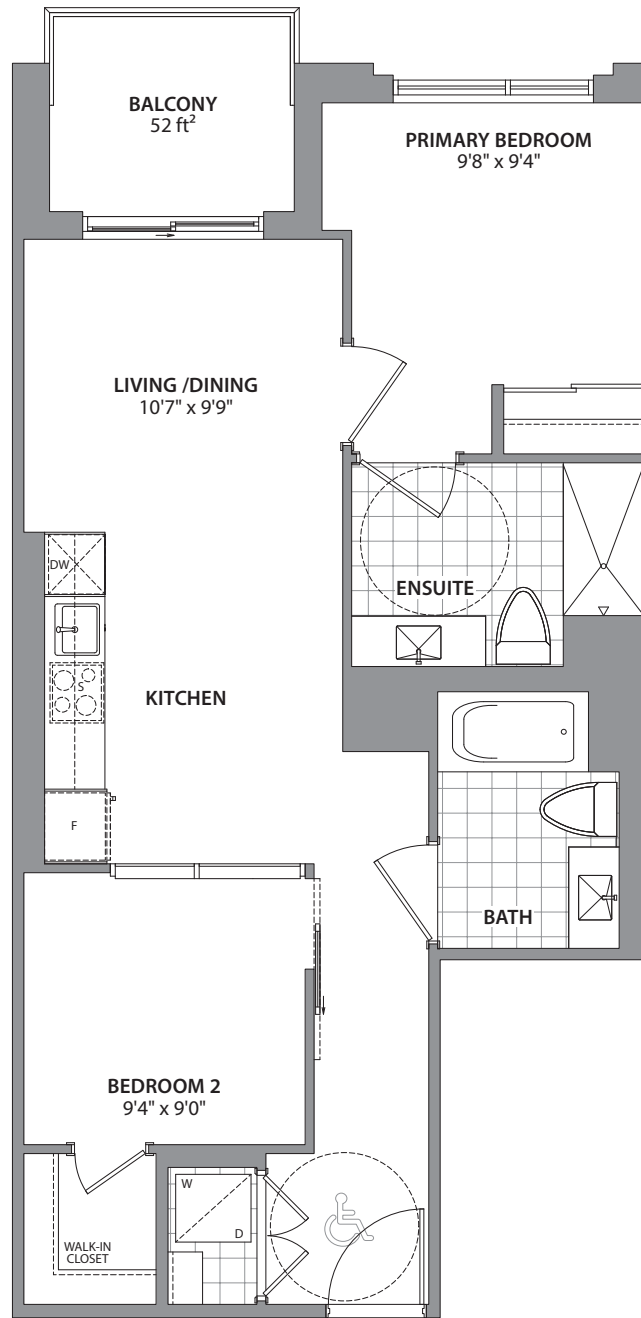 BALCONY
52 ft²
PRIMARY BEDROOM
9'8" x 9'4"
LIVING /DINING
10'7" x 9'9"
DW
ENSUITE
S
KITCHEN
F
BATH
BEDROOM 2
9'4" x 9'0"
W
D
WALK-IN
CLOSET